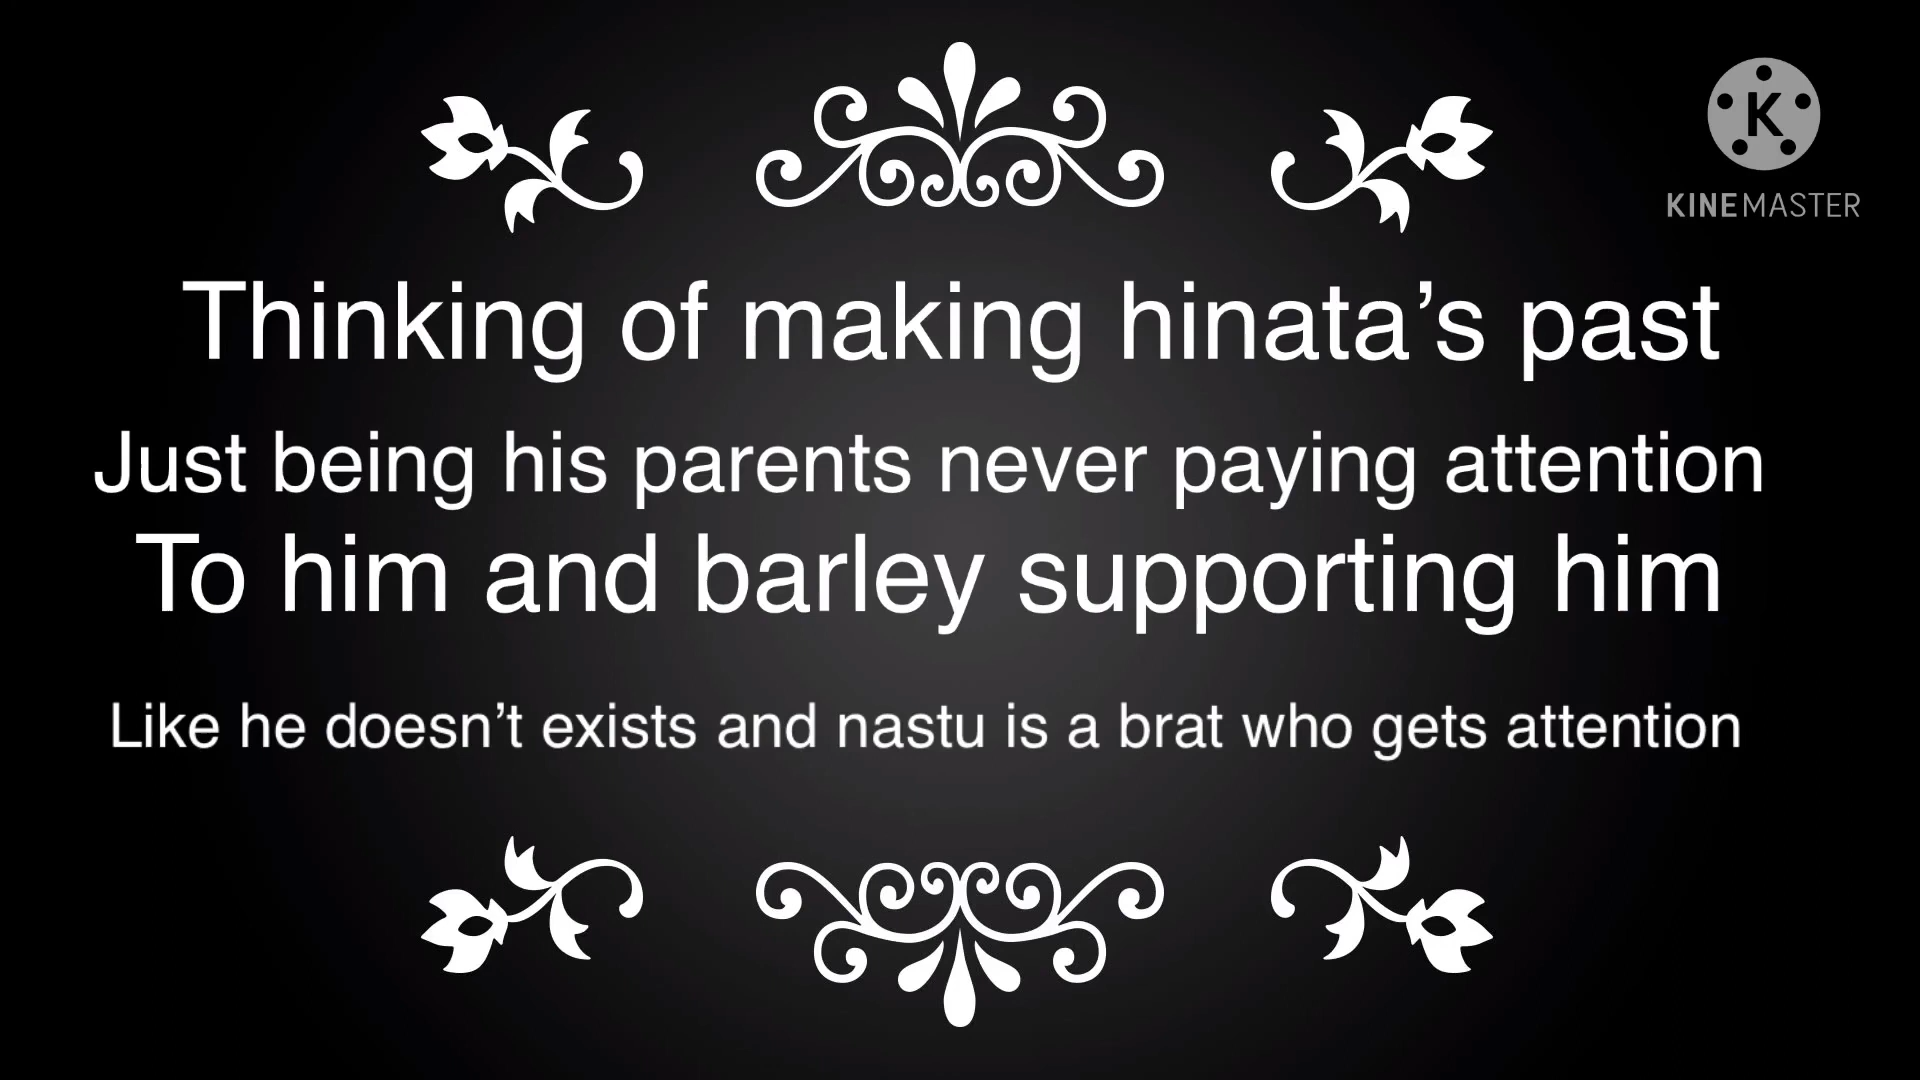 K
KINEMASTER
Thinking of making hinata’s past
Just being his parents never paying attention
To him and barley supporting him
Like he doesn’t exists and nastu is a brat who gets attention